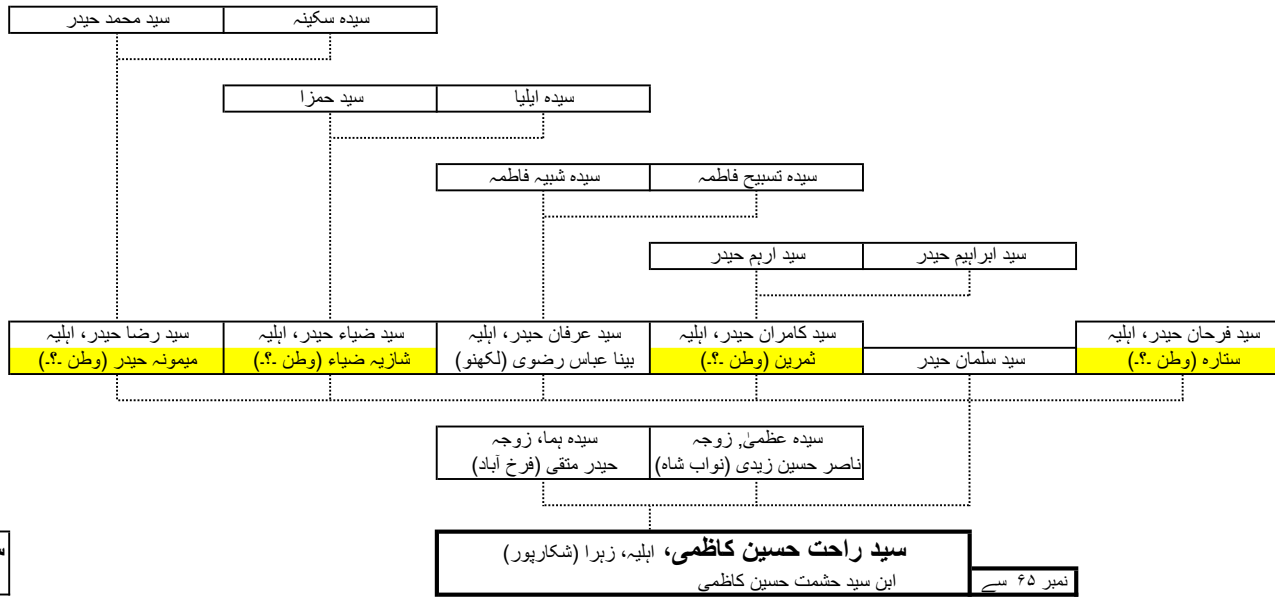 سید محمد حیدر
سیدہ سکینہ
سید حمزا
سیدہ ایلیا
سیدہ شبیہ فاطمہ
سیدہ تسبیح فاطمہ
سید ارہم حیدر
سید ابراہیم حیدر
سید رضا حیدر، اہلیہ
میمونہ حیدر (وطن ۔؟۔)
سید ضیاء حیدر، اہلیہ
شازیہ ضیاء (وطن ۔؟۔)
سید عرفان حیدر، اہلیہ
بینا عباس رضوی (لکھنو)
سید کامران حیدر، اہلیہ
ثمرین (وطن ۔؟۔)
سید سلمان حیدر
سید فرحان حیدر، اہلیہ
ستارہ (وطن ۔؟۔)
سیدہ ہما، زوجہ
حیدر متقی (فرخ آباد)
سیدہ عظمیٰ, زوجہ
ناصر حسین زیدی (نواب شاہ)
سید راحت حسین کاظمی، اہلیہ، زہرا (شکارپور)
ابن سید حشمت حسین کاظمی
نمبر ۶۵ سے